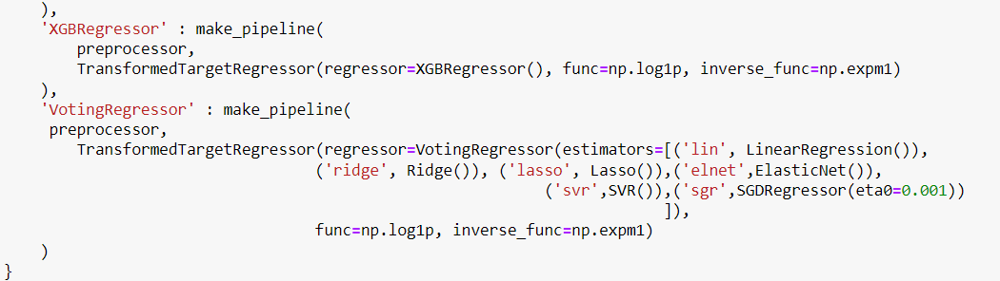 ),
'XGBRegressor' : make_pipeline(
preprocessor,
TransformedTargetRegressor(regressor=XGBRegressor(), func=np.log1p, inverse_func=np.expm1)
),
'VotingRegressor' : make_pipeline(
preprocessor,
TransformedTargetRegressor(regressor=VotingRegressor(estimators=[('lin', LinearRegression()),
('ridge', Ridge()), ('lasso', Lasso()),('elnet',ElasticNet()),
('svr',SVR()),('sgr',SGDRegressor(eta0=0.001))
]),
func=np.log1p, inverse_func=np.expm1)
)
}